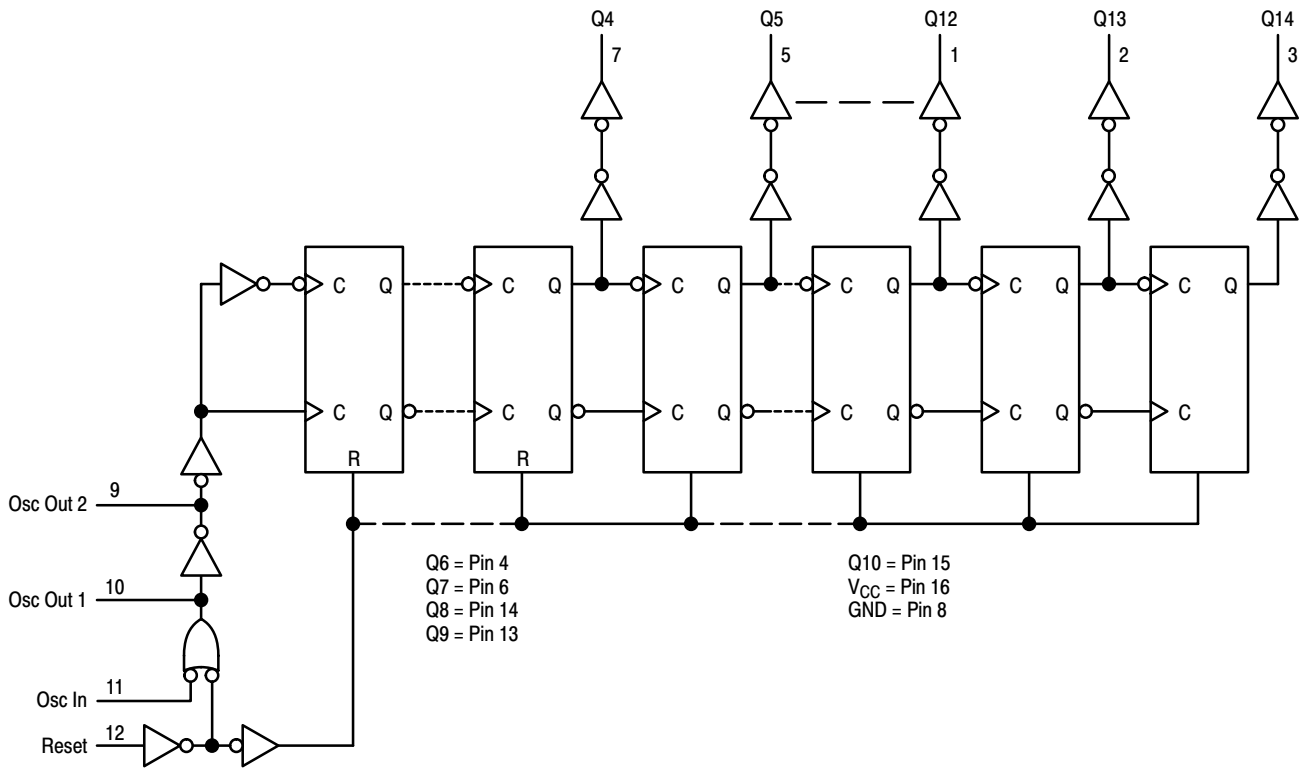 Q4 Q5 Q12 Q13 Q14
7 5 1 2 3
C Q C Q C Q C Q C Q C Q
C Q C Q C Q C Q C Q C
R R
Osc Out 2 9
Osc Out 1 10
Osc In 11
Reset 12
Q6 = Pin 4
Q7 = Pin 6
Q8 = Pin 14
Q9 = Pin 13
Q10 = Pin 15
VCC = Pin 16
GND = Pin 8